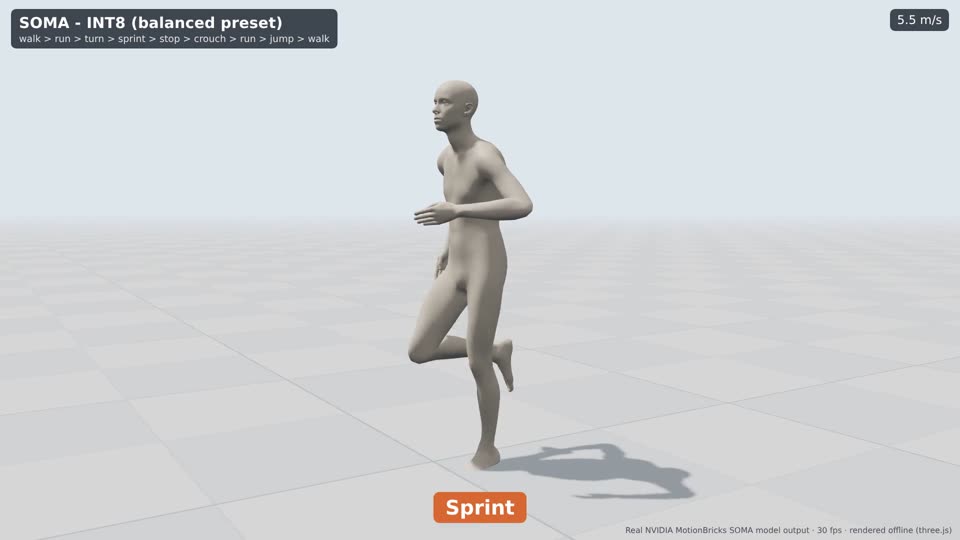 SOMA - INT8 (balanced preset)
walk > run > turn > sprint > stop > crouch > run > jump > walk
5.5 m/s
Sprint
Real NVIDIA MotionBricks SOMA model output · 30 fps · rendered offline (three.js)